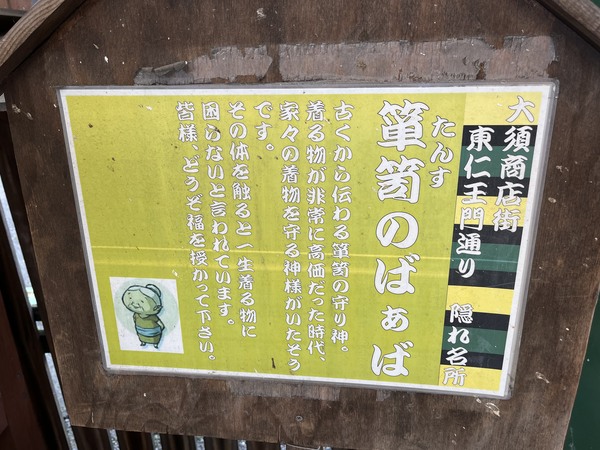 大須商店街
東仁王門通り
隠れ名所
たんす
箪笥のばぁば
古くから伝わる箪笥の守り神。
着る物が非常に高価だった時代、
家々の着物を守る神様がいたそう
です。
その体を触ると一生着る物に
困らないと言われています。
皆様、どうぞ福を授かって下さい。